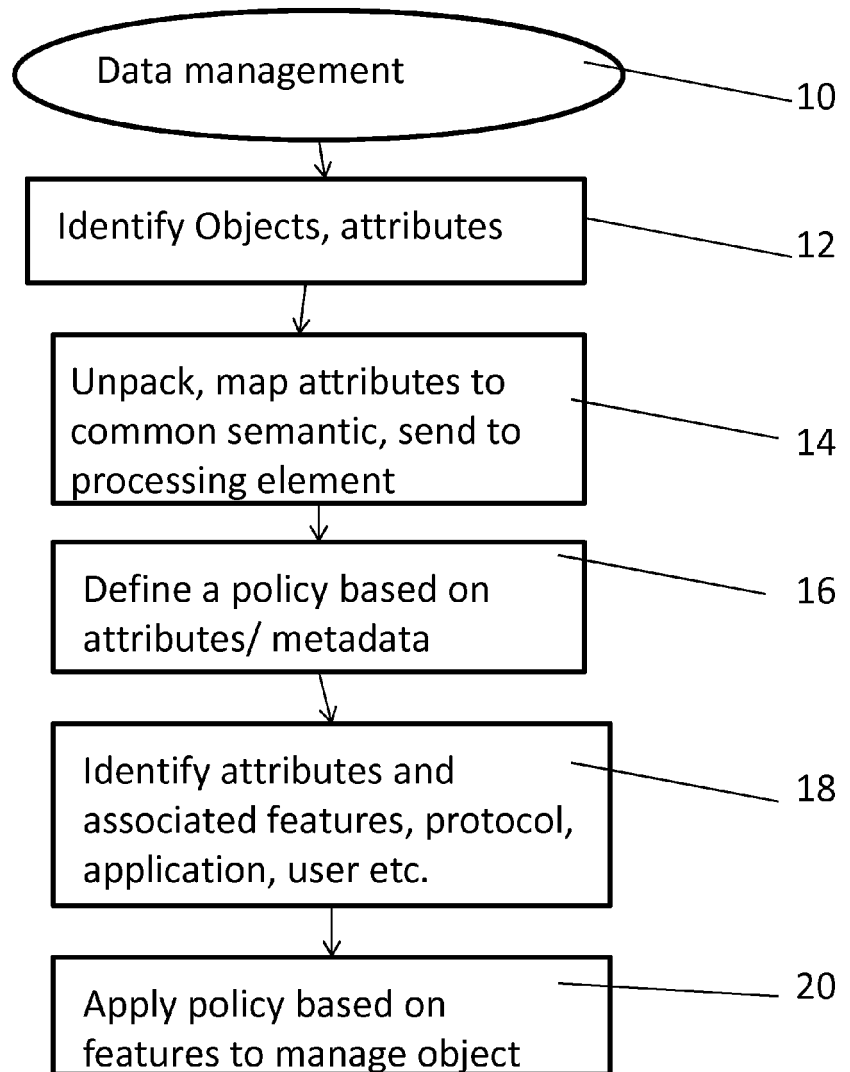 Data management
10
Identify Objects, attributes
12
Unpack, map attributes to
common semantic, send to
processing element
14
Define a policy based on
attributes/ metadata
16
Identify attributes and
associated features, protocol,
application, user etc.
18
Apply policy based on
features to manage object
20